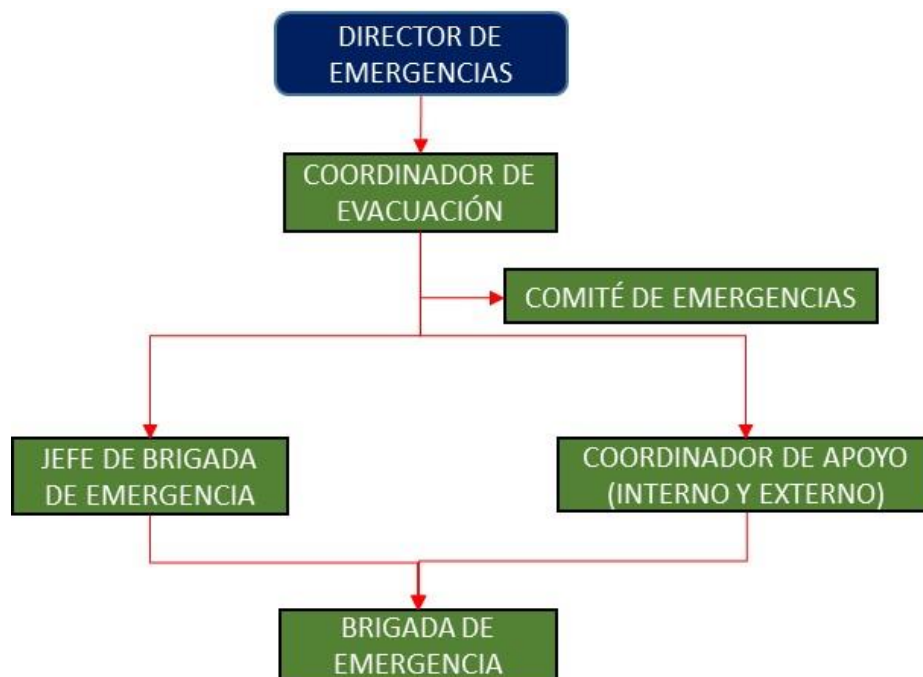 DIRECTOR DE
EMERGENCIAS
COORDINADOR DE
EVACUACIÓN
COMITÉ DE EMERGENCIAS
JEFE DE BRIGADA
DE EMERGENCIA
COORDINADOR DE APOYO
(INTERNO Y EXTERNO)
BRIGADA DE
EMERGENCIA